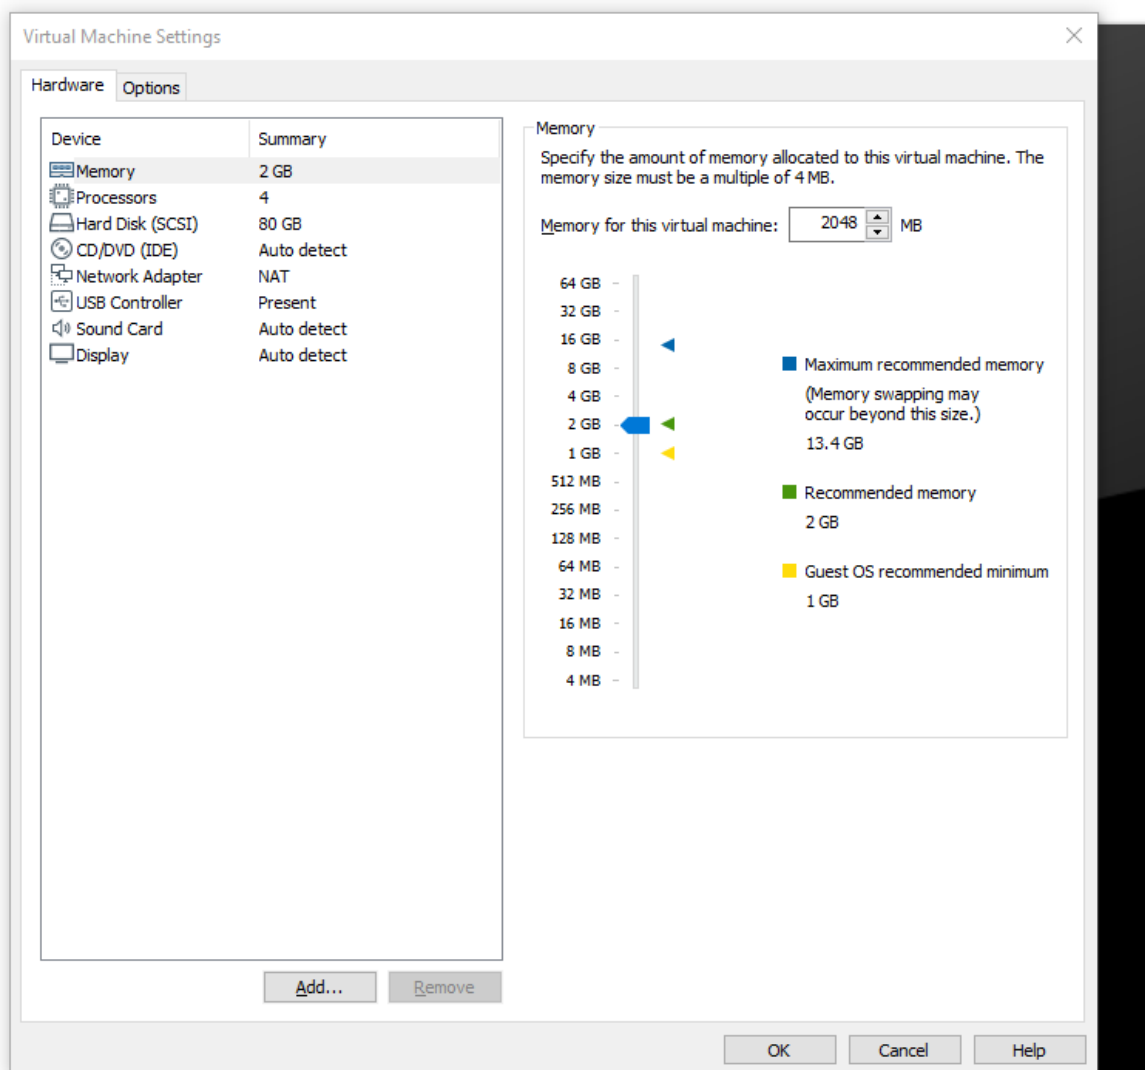 Virtual Machine Settings
Hardware Options
Device Summary
Memory 2 GB
Processors 4
Hard Disk (SCSI) 80 GB
CD/DVD (IDE) Auto detect
Network Adapter NAT
USB Controller Present
Sound Card Auto detect
Display Auto detect
Add...
Remove
Memory
Specify the amount of memory allocated to this virtual machine. The
memory size must be a multiple of 4 MB.
Memory for this virtual machine: 2048 MB
64 GB
32 GB
16 GB
8 GB
4 GB
2 GB
1 GB
512 MB
256 MB
128 MB
64 MB
32 MB
16 MB
8 MB
4 MB
Maximum recommended memory
(Memory swapping may
occur beyond this size.)
13.4 GB
Recommended memory
2 GB
Guest OS recommended minimum
1 GB
OK Cancel Help